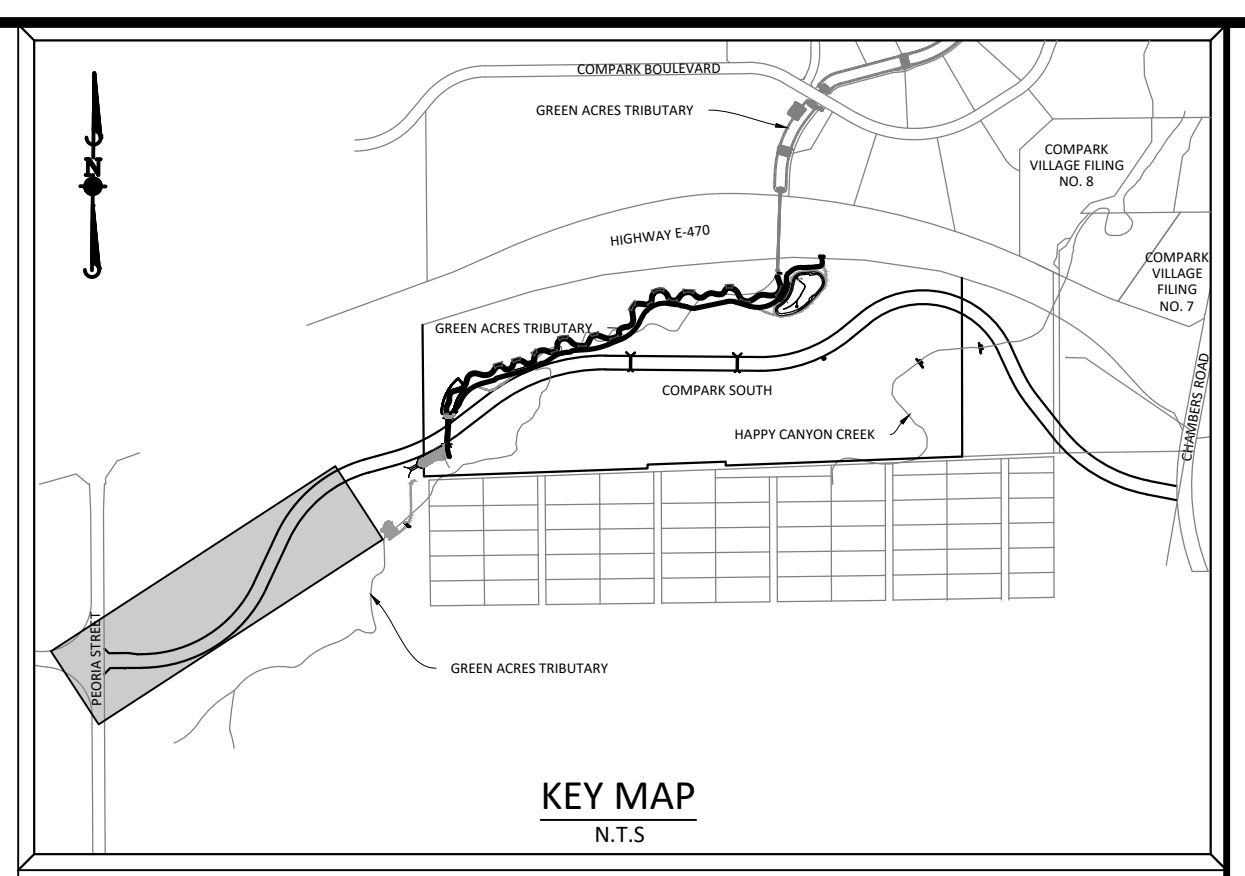 COMPARK BOULEVARD
GREEN ACRES TRIBUTARY
COMPARK
VILLAGE FILING
NO. 8
N
HIGHWAY E-470
COMPARK
VILLAGE
FILING
NO. 7
GREEN ACRES TRIBUTARY
COMPARK SOUTH
CHAMBERS ROAD
HAPPY CANYON CREEK
PEORIA STREET
GREEN ACRES TRIBUTARY
KEY MAP
N.T.S